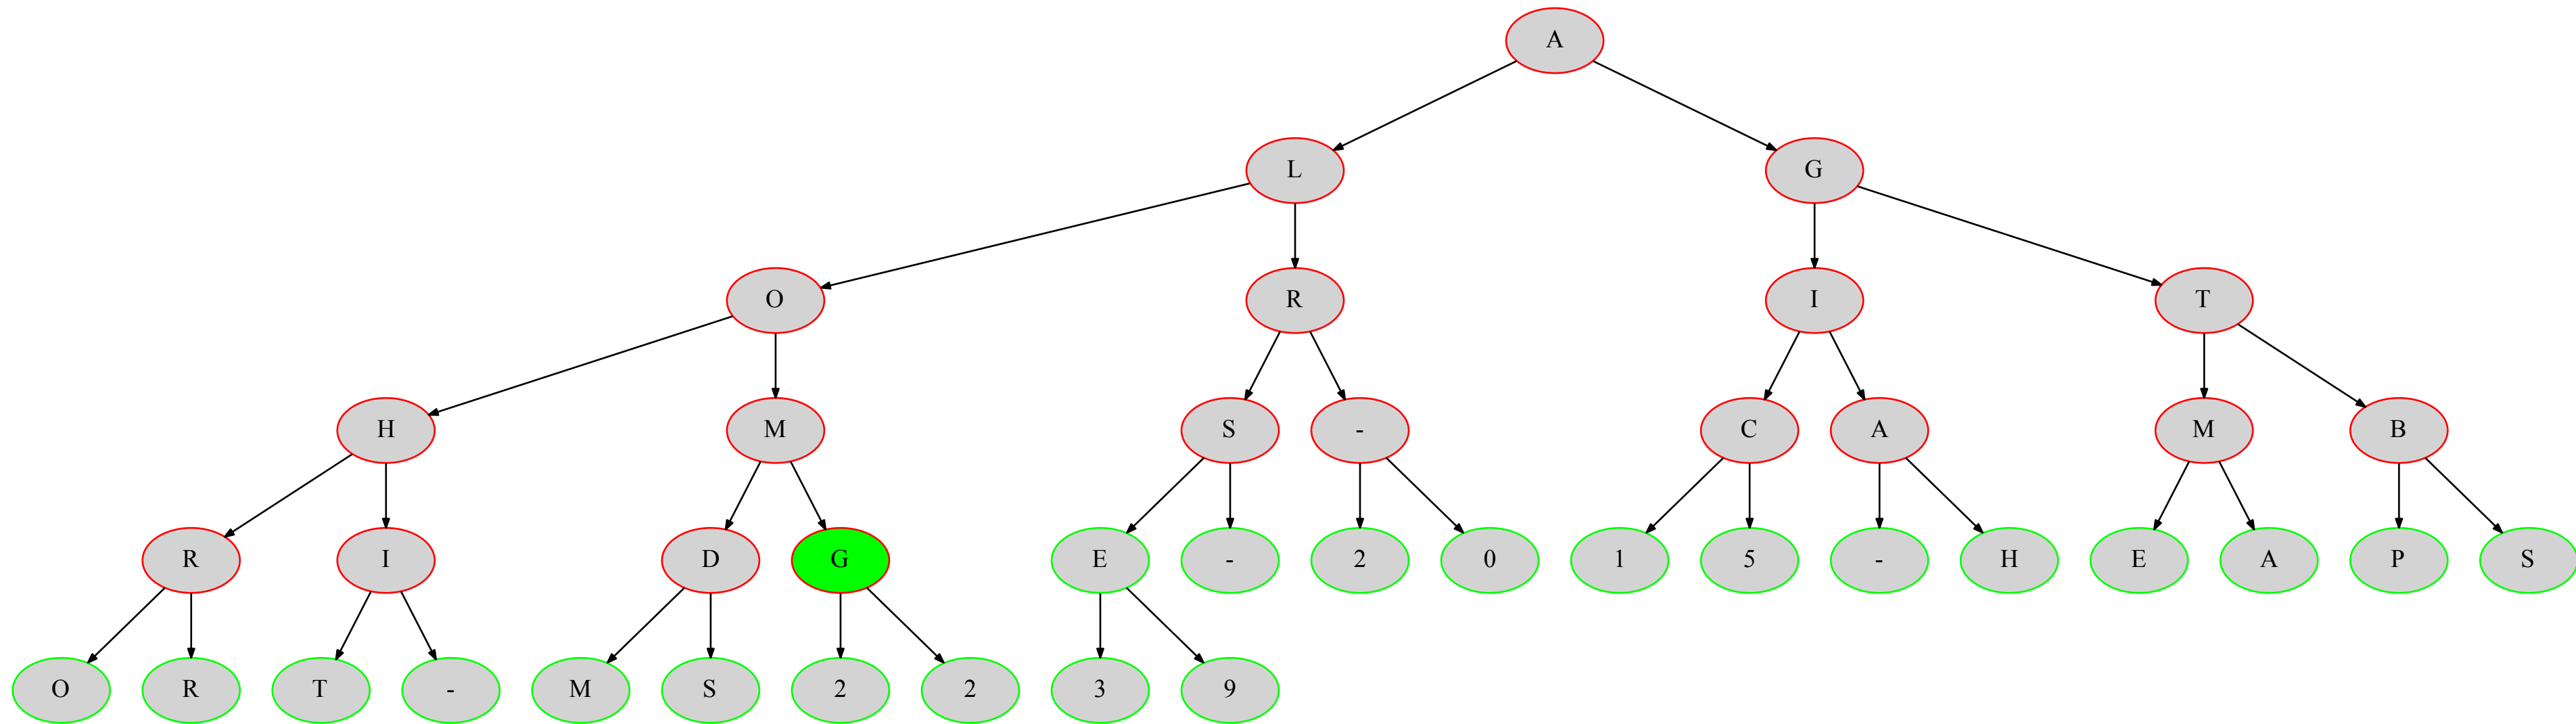 A
L G
O R I T
H M S - C A M B
R I D G E - 2 0 1 5 - H E A P S
O R T - M S 2 2 3 9